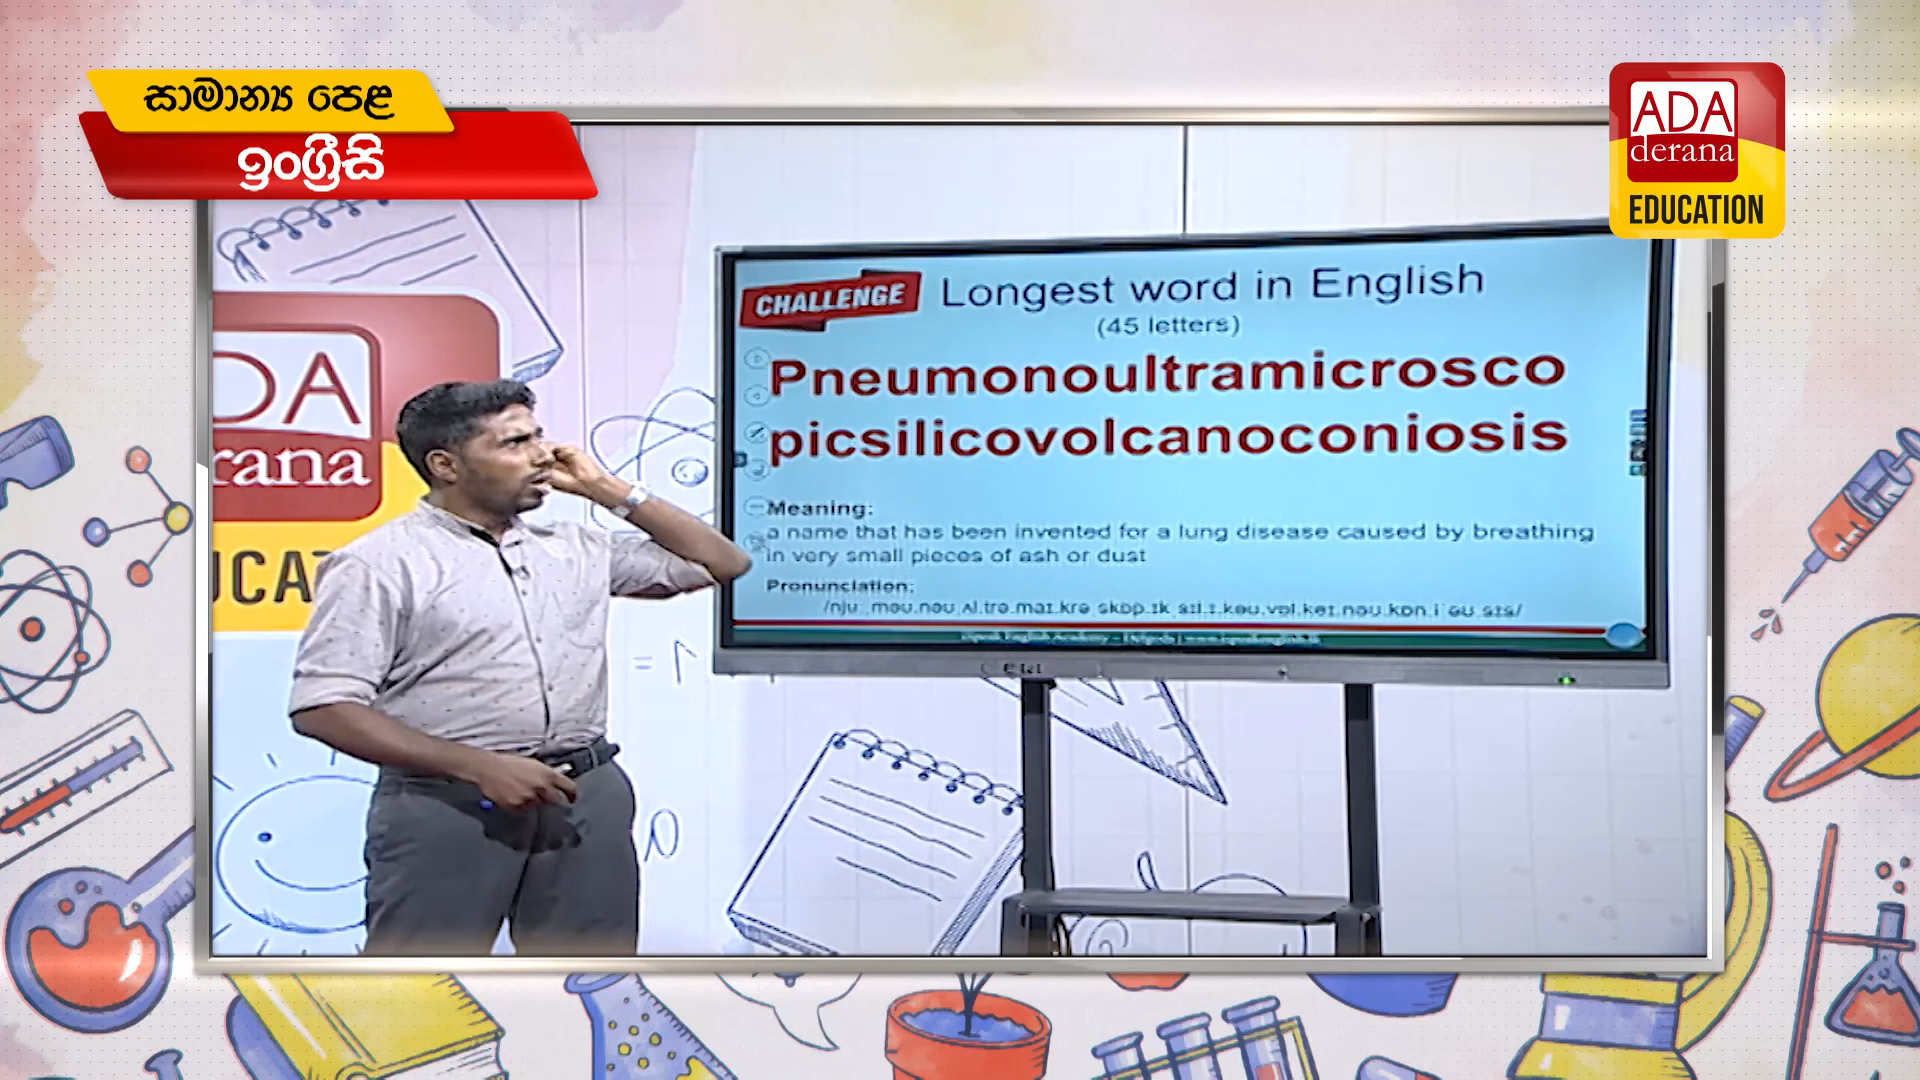 සාමාන්‍ය පෙළ
ඉංග්‍රීසි
ADA
derana
EDUCATION
CHALLENGE
Longest word in English
(45 letters)
Pneumonoultramicrosco
picsilicovolcanoconiosis
Meaning:
a name that has been invented for a lung disease caused by breathing
in very small pieces of ash or dust
Pronunciation:
DA
rana
UCA